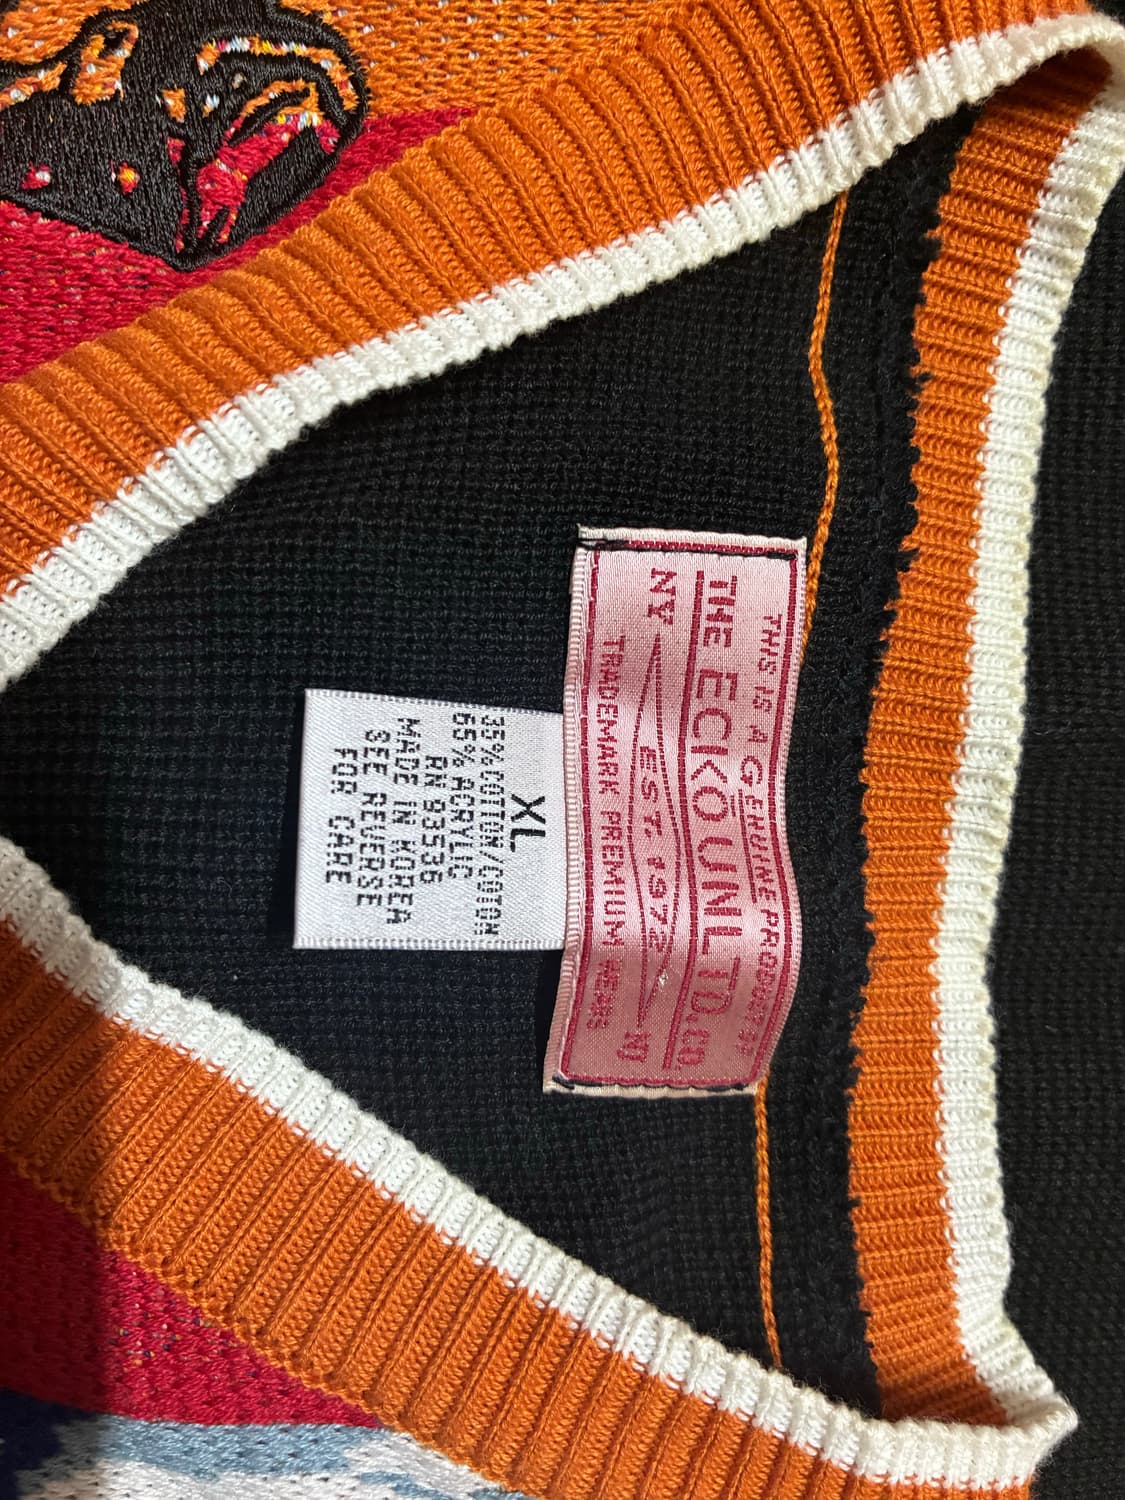 THIS IS A GENUINE PRODUCT OF
THE ECKŌ UNLTD.CO.
NY EST. 1972 NJ
TRADEMARK PREMIUM WEARS
XL
35% COTTON/COTON
65% ACRYLIC
RN 93535
MADE IN KOREA
SEE REVERSE
FOR CARE